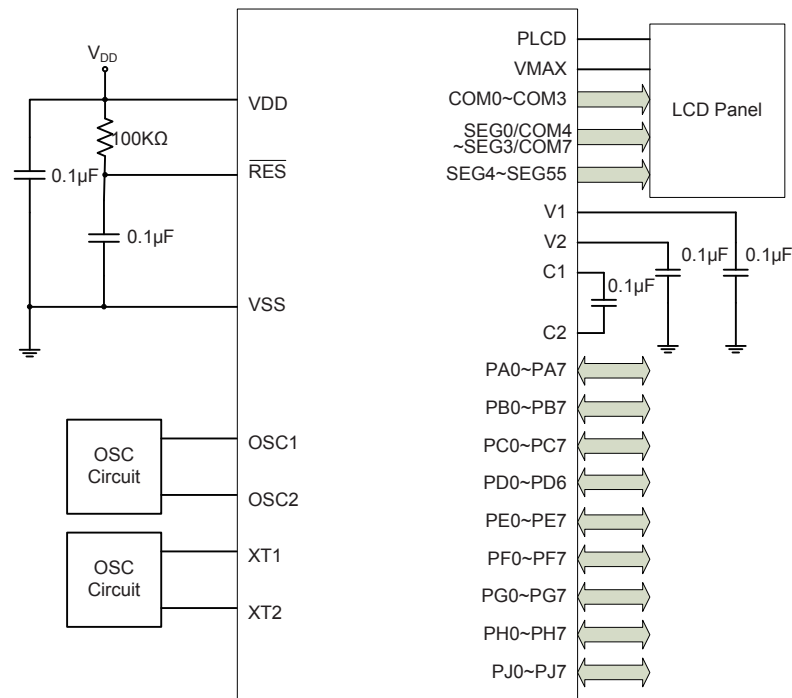 V_DD
VDD
100KΩ
RES
0.1µF
0.1µF
VSS
OSC
Circuit
OSC1
OSC2
OSC
Circuit
XT1
XT2
PLCD
VMAX
COM0~COM3
SEG0/COM4
~SEG3/COM7
SEG4~SEG55
LCD Panel
V1
V2
C1
C2
0.1µF
0.1µF
0.1µF
PA0~PA7
PB0~PB7
PC0~PC7
PD0~PD6
PE0~PE7
PF0~PF7
PG0~PG7
PH0~PH7
PJ0~PJ7